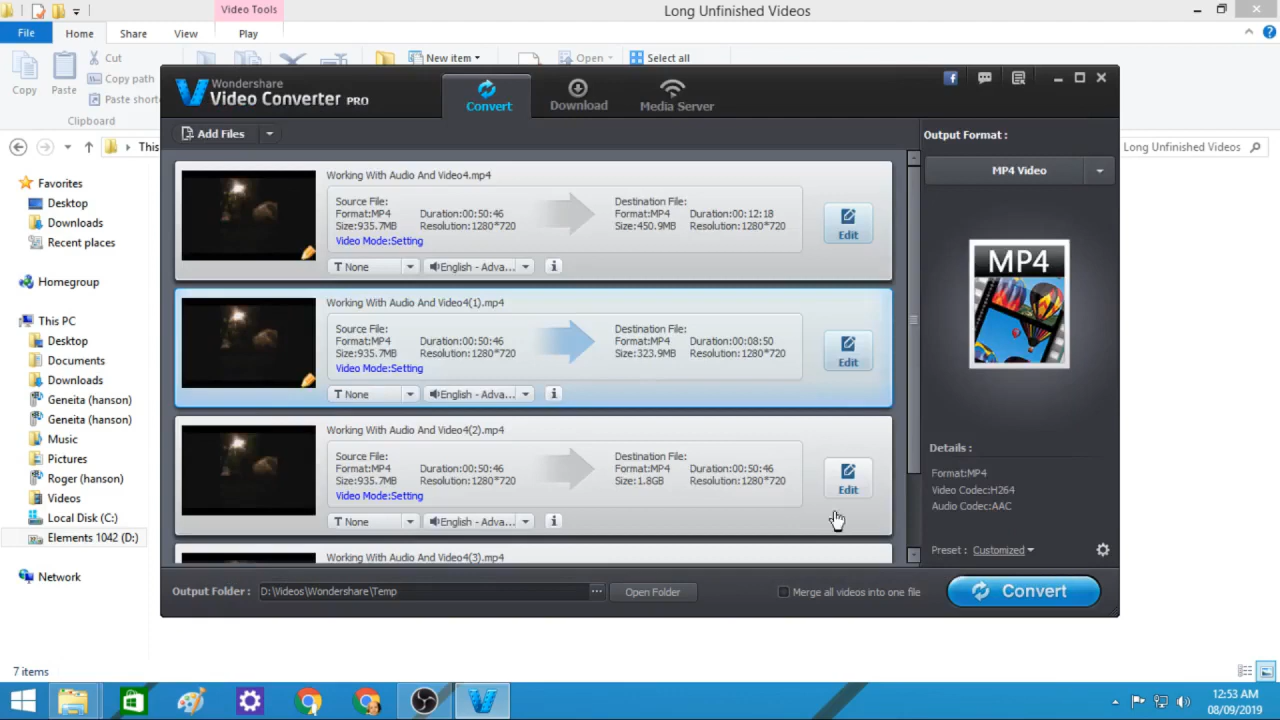 Video Tools
Long Unfinished Videos
File
Home
Share
View
Play
Copy
Paste
Cut
Copy path
Paste shortc
Clipboard
New item
Open
Select all
This
Long Unfinished Videos
Favorites
Desktop
Downloads
Recent places
Homegroup
This PC
Desktop
Documents
Downloads
Geneita (hanson)
Geneita (hanson)
Music
Pictures
Roger (hanson)
Videos
Local Disk (C:)
Elements 1042 (D:)
Network
7 items
Wondershare
Video Converter PRO
Convert
Download
Media Server
Add Files
Working With Audio And Video4.mp4
Source File:
Format:MP4 Duration:00:50:46
Size:935.7MB Resolution:1280*720
Video Mode:Setting
Destination File:
Format:MP4 Duration:00:12:18
Size:450.9MB Resolution:1280*720
Edit
T None
English - Adva...
Working With Audio And Video4(1).mp4
Source File:
Format:MP4 Duration:00:50:46
Size:935.7MB Resolution:1280*720
Video Mode:Setting
Destination File:
Format:MP4 Duration:00:08:50
Size:323.9MB Resolution:1280*720
Edit
T None
English - Adva...
Working With Audio And Video4(2).mp4
Source File:
Format:MP4 Duration:00:50:46
Size:935.7MB Resolution:1280*720
Video Mode:Setting
Destination File:
Format:MP4 Duration:00:50:46
Size:1.8GB Resolution:1280*720
Edit
T None
English - Adva...
Working With Audio And Video4(3).mp4
Output Format :
MP4 Video
MP4
Details :
Format:MP4
Video Codec:H264
Audio Codec:AAC
Preset : Customized
Output Folder : D:\Videos\Wondershare\Temp
...
Open Folder
Merge all videos into one file
Convert
12:53 AM
08/09/2019